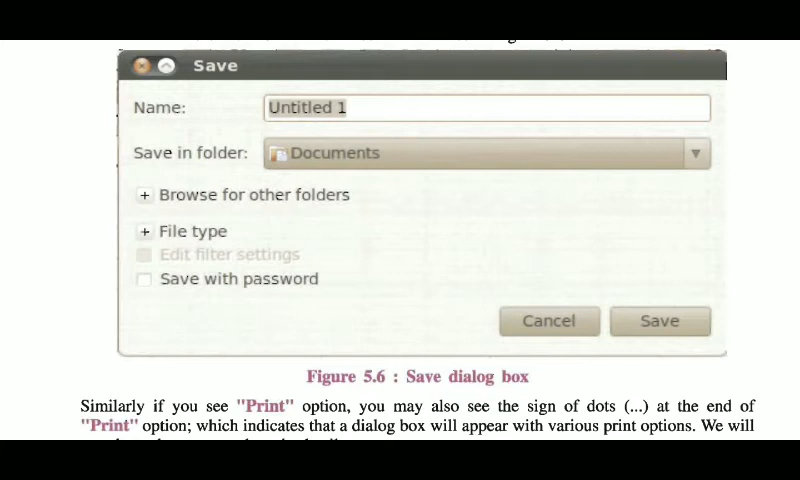 Save
Name: Untitled 1
Save in folder: Documents
Browse for other folders
File type
Edit filter settings
Save with password
Cancel Save
Figure 5.6 : Save dialog box
Similarly if you see "Print" option, you may also see the sign of dots (...) at the end of
"Print" option; which indicates that a dialog box will appear with various print options. We will